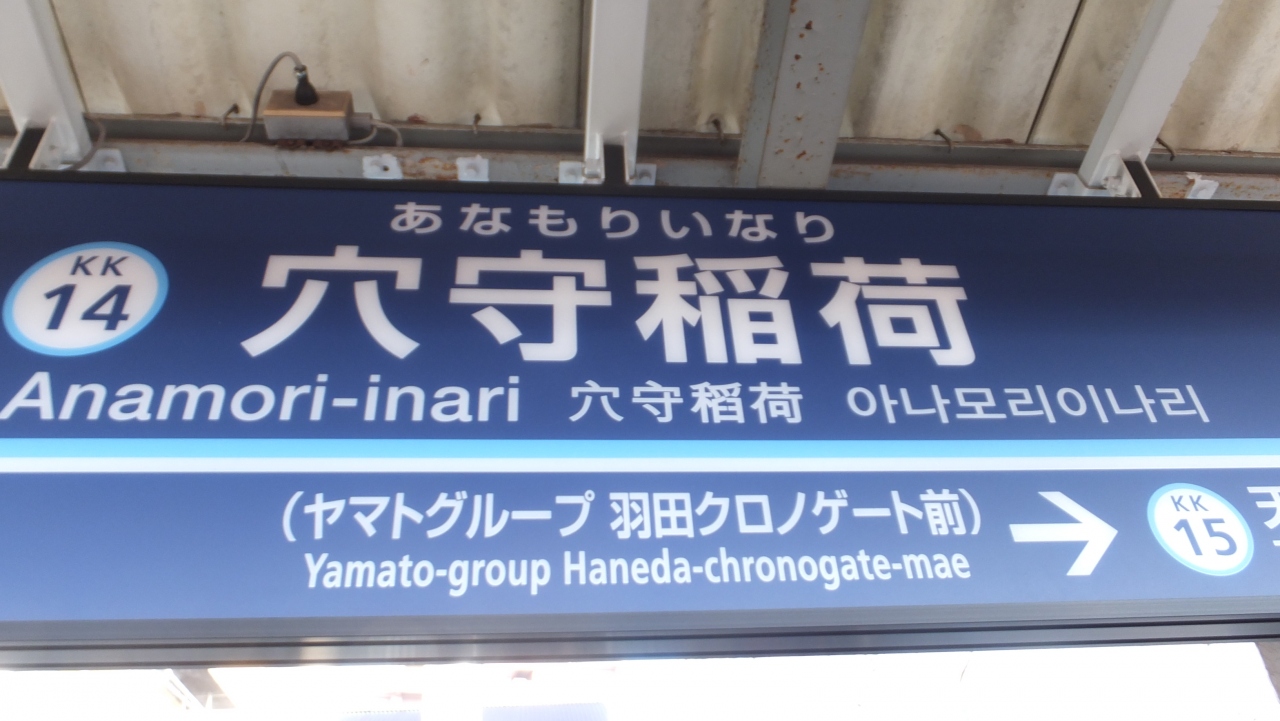 あなもりいなり
KK
14
穴守稲荷
Anamori-inari 穴守稲荷 아나모리이나리
(ヤマトグループ 羽田クロノゲート前)
Yamato-group Haneda-chronogate-mae
→
KK
15